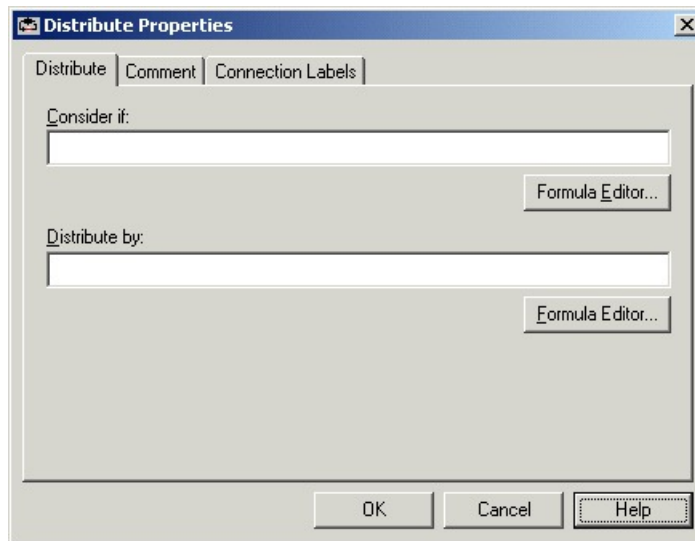 Distribute Properties
Distribute Comment Connection Labels
Consider if:
Formula Editor...
Distribute by:
Formula Editor...
OK Cancel Help